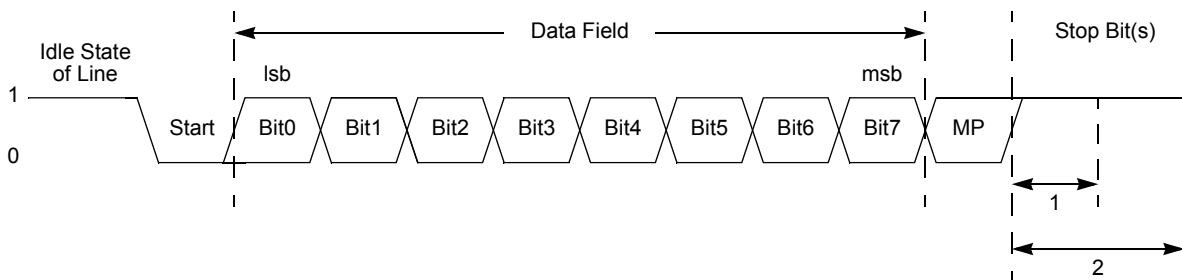 Data Field
Stop Bit(s)
Idle State
of Line
lsb
msb
1
Start
Bit0
Bit1
Bit2
Bit3
Bit4
Bit5
Bit6
Bit7
MP
0
1
2